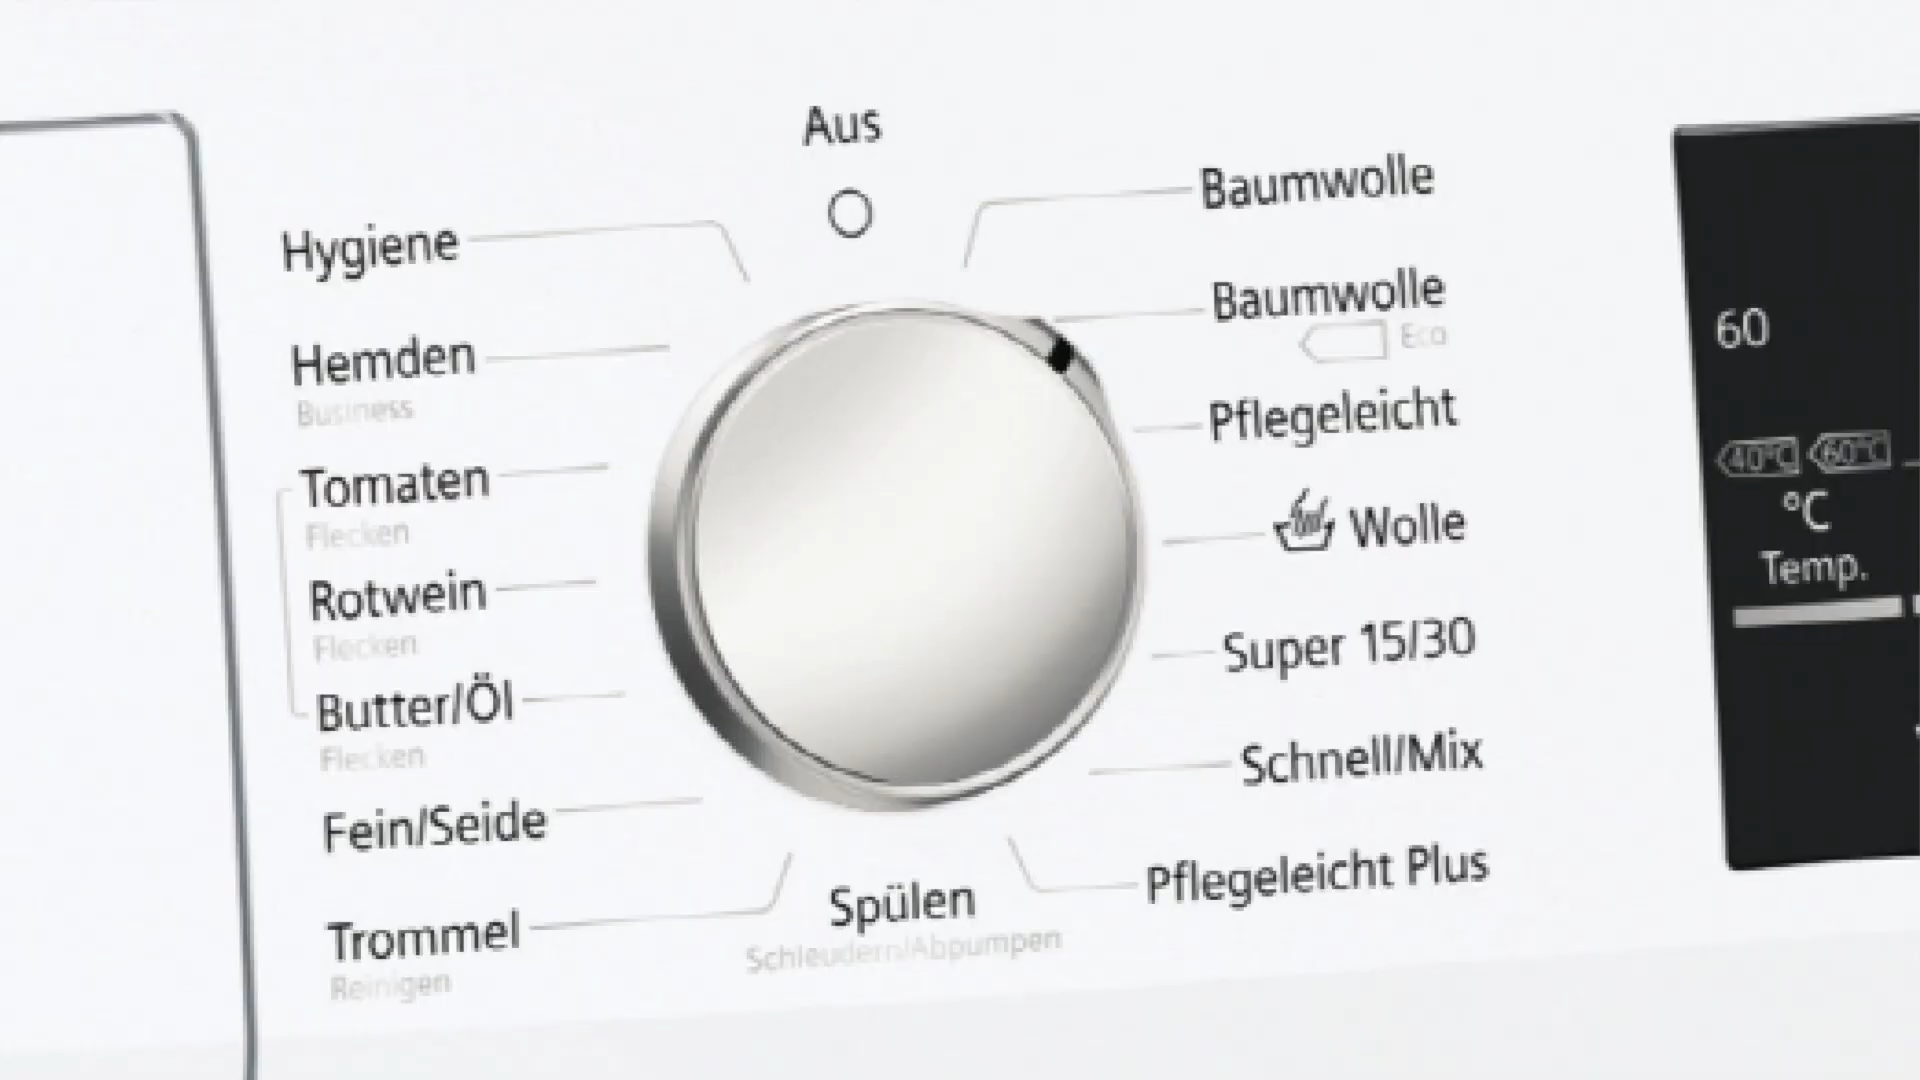 Aus
Hygiene
Hemden
Business
Tomaten
Flecken
Rotwein
Flecken
Butter/Öl
Flecken
Fein/Seide
Trommel
Reinigen
Spülen
Schleudern/Abpumpen
Baumwolle
Baumwolle
Eco
Pflegeleicht
Wolle
Super 15/30
Schnell/Mix
Pflegeleicht Plus
60
40°C 60°C
°C
Temp.